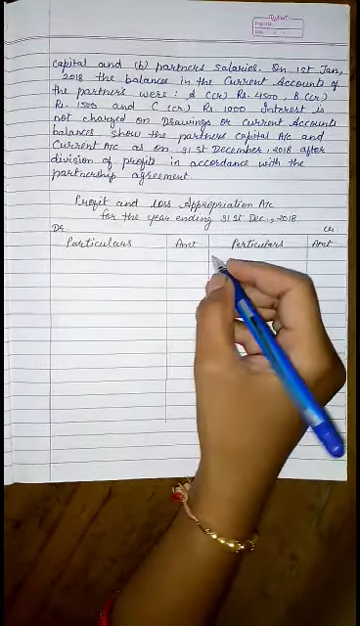 capital and (b) partners salaries. On 1st Jan,
2018 the balances in the Current Accounts of
the partners were : A (cr) Rs. 4500, B (cr)
Rs. 1500 and C (cr) Rs. 1000 Interest is
not charged on Drawings or Current Accounts
balances. Show the partners Capital A/c and
Current A/c as on 31st December, 2018 after
division of profits in accordance with the
partnership agreement.
Profit and loss Appropriation A/c
for the year ending 31st Dec., 2018
Dr. Cr.
Particulars Amt Particulars Amt